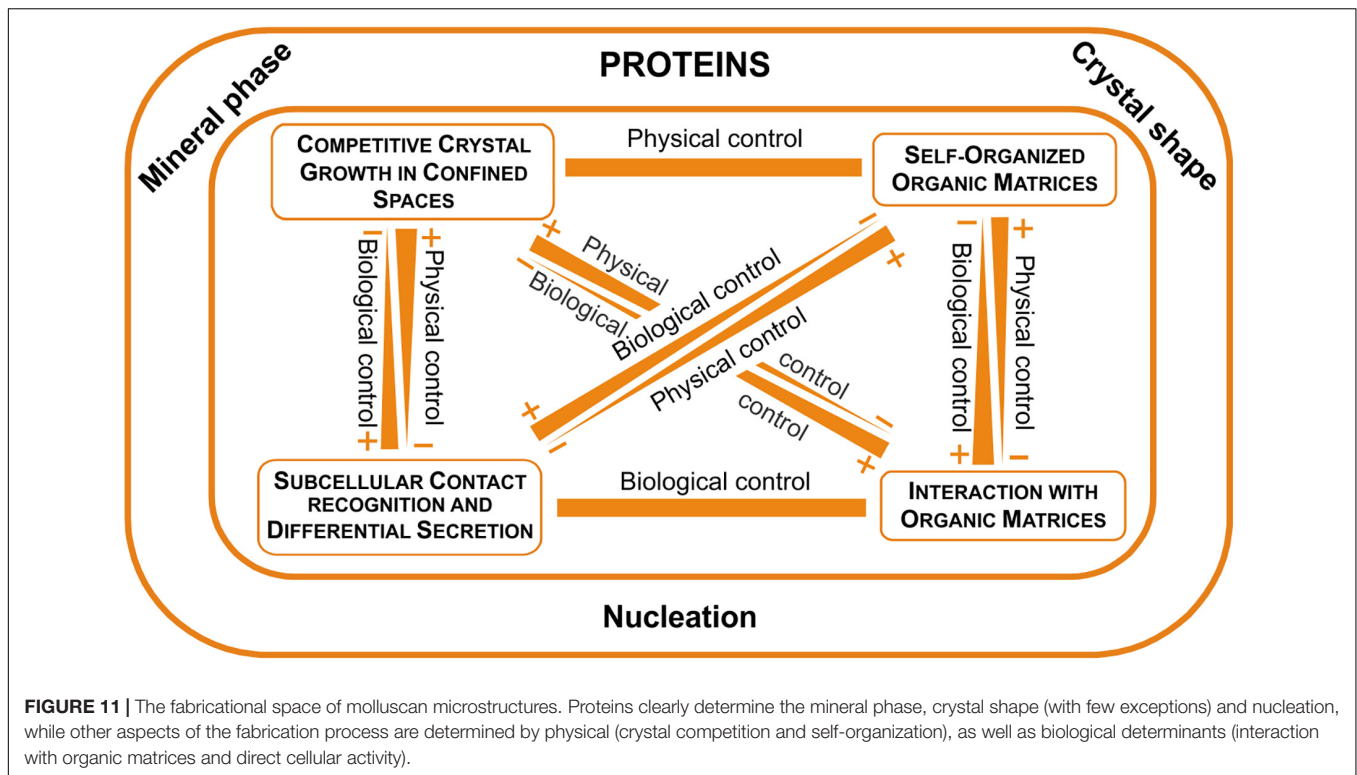 PROTEINS
Mineral phase
Crystal shape
COMPETITIVE CRYSTAL
GROWTH IN CONFINED
SPACES
Physical control
SELF-ORGANIZED
ORGANIC MATRICES
− +
Biological control
Physical control
+ −
+ −
Physical
Biological
control
control
− +
− +
Biological control
Physical control
+ −
− +
Biological control
Physical control
+ −
SUBCELLULAR CONTACT
RECOGNITION AND
DIFFERENTIAL SECRETION
Biological control
INTERACTION WITH
ORGANIC MATRICES
Nucleation
FIGURE 11 | The fabricational space of molluscan microstructures. Proteins clearly determine the mineral phase, crystal shape (with few exceptions) and nucleation,
while other aspects of the fabrication process are determined by physical (crystal competition and self-organization), as well as biological determinants (interaction
with organic matrices and direct cellular activity).